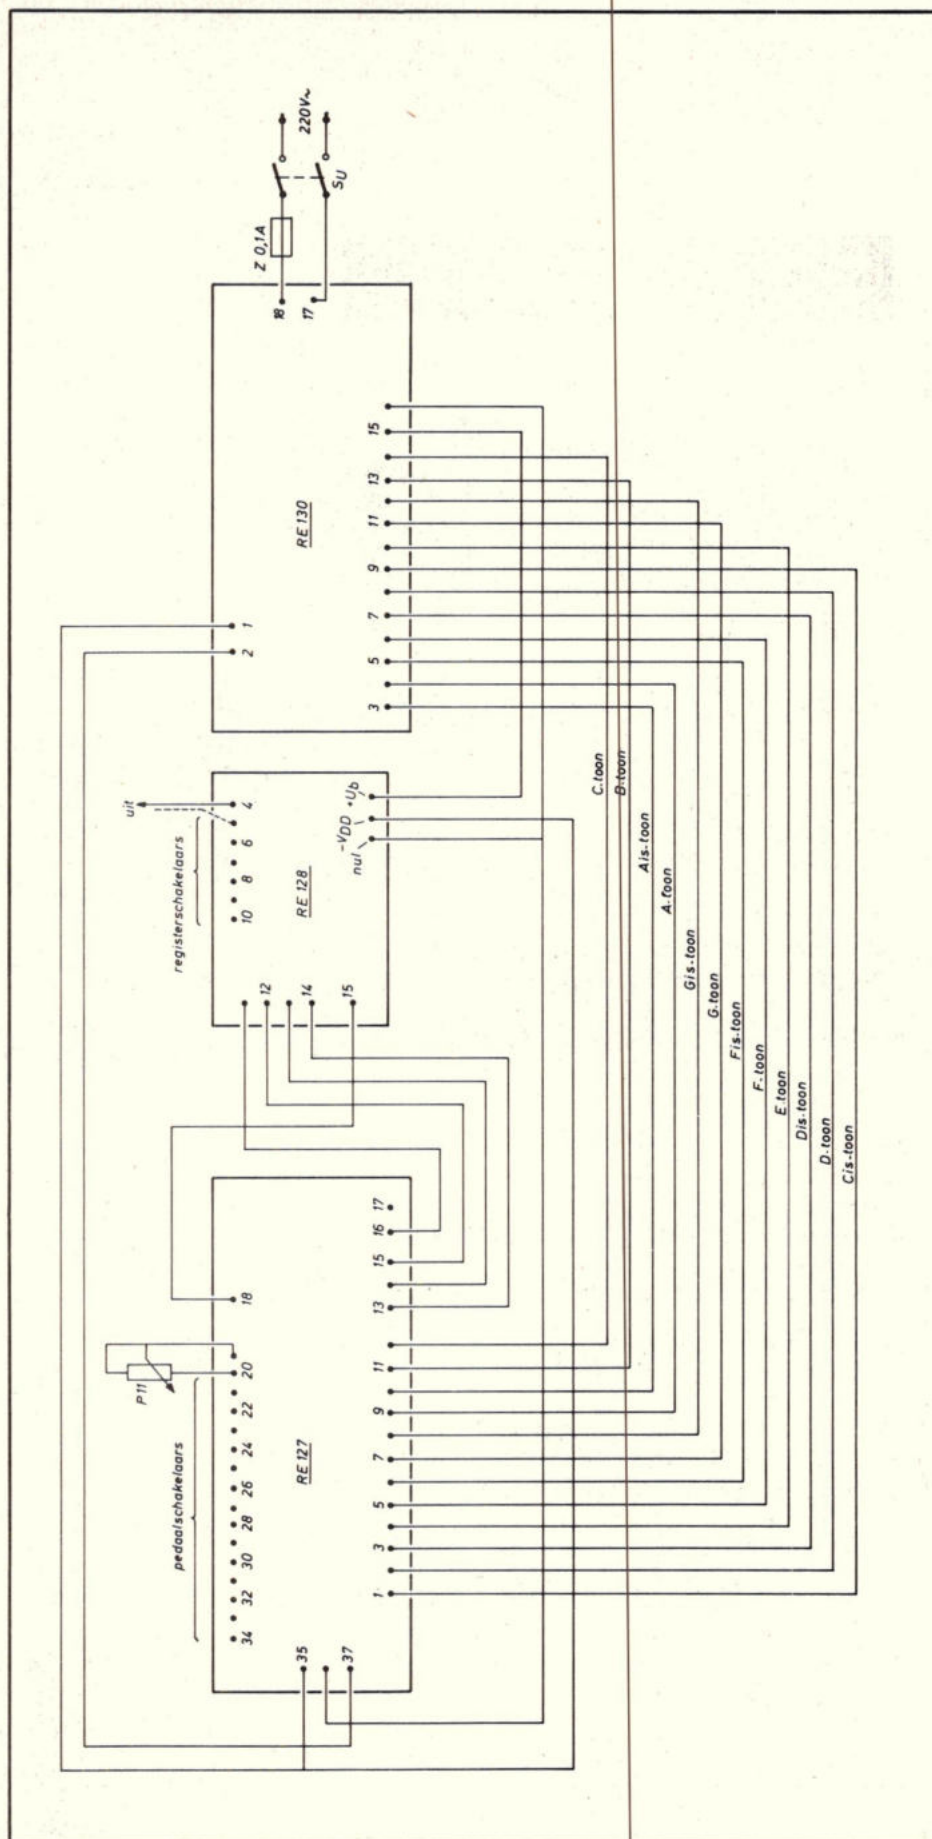 220V~
SU
Z 0,1A
18
17
RE 130
1
2
15
13
11
9
7
5
3
uit
registerschakelaars
4
6
8
10
RE 128
+Ub
-VDD
nul
12
14
15
C.toon
B.toon
Ais-toon
A-toon
Gis-toon
G.toon
Fis-toon
F-toon
E.toon
Dis-toon
D-toon
Cis-toon
P11
pedaalschakelaars
18
20
22
24
26
28
30
32
34
RE 127
17
16
15
13
11
9
7
5
3
1
35
37